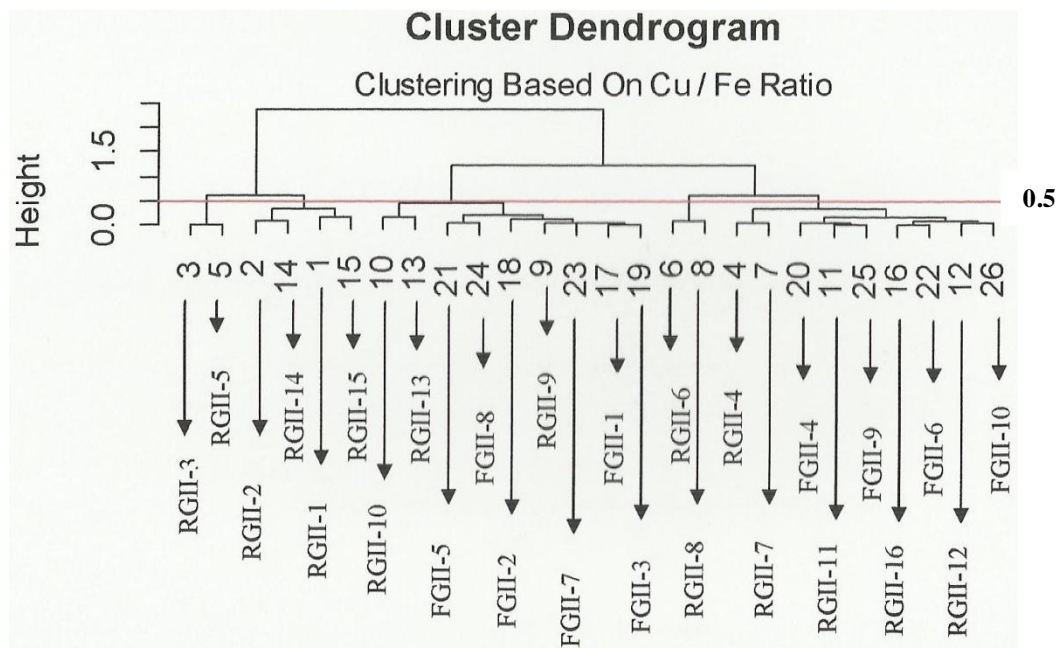 Cluster Dendrogram
Clustering Based On Cu / Fe Ratio
Height
1.5
0.0
0.5
3 5 2 14 1 15 10 13 21 24 18 9 23 17 19 6 8 4 7 20 11 25 16 22 12 26
RGII-3
RGII-5
RGII-2
RGII-14
RGII-1
RGII-15
RGII-10
RGII-13
FGII-5
FGII-8
FGII-2
RGII-9
FGII-7
FGII-1
FGII-3
RGII-6
RGII-8
RGII-4
RGII-7
FGII-4
RGII-11
FGII-9
RGII-16
FGII-6
RGII-12
FGII-10